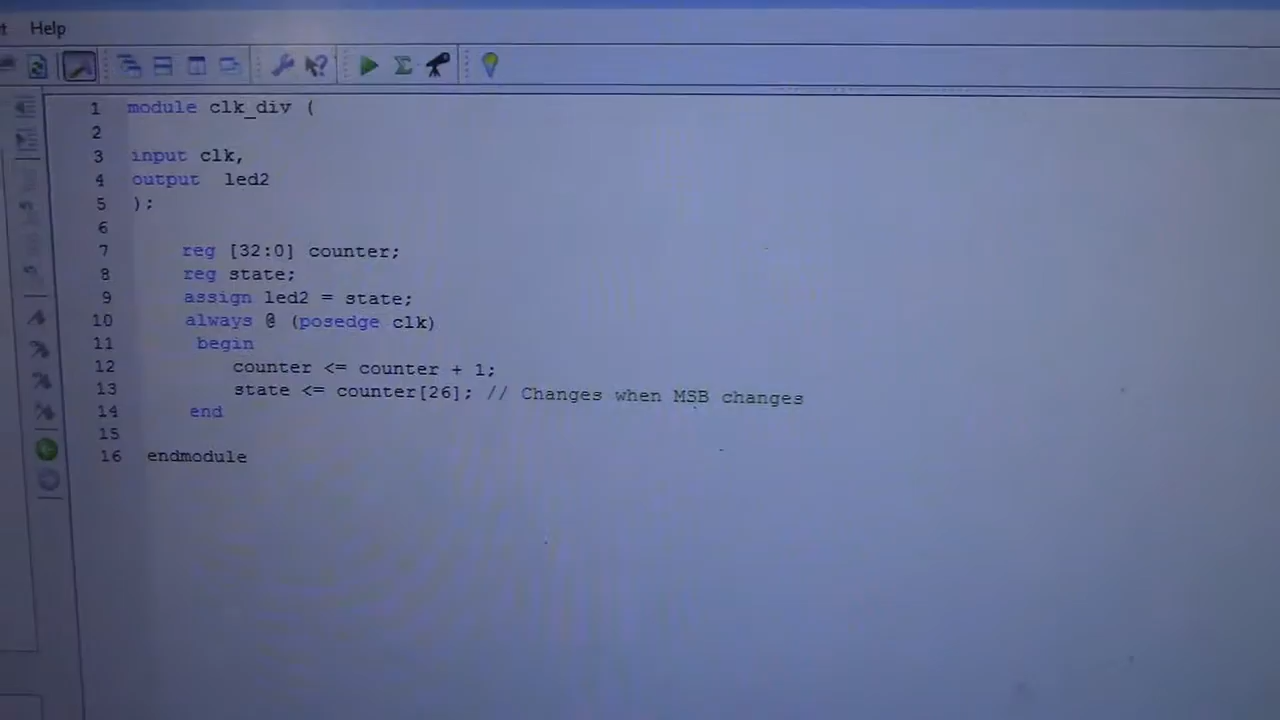 Help
1 module clk_div (
2
3 input clk,
4 output led2
5 );
6
7 reg [32:0] counter;
8 reg state;
9 assign led2 = state;
10 always @ (posedge clk)
11 begin
12 counter <= counter + 1;
13 state <= counter[26]; // Changes when MSB changes
14 end
15
16 endmodule